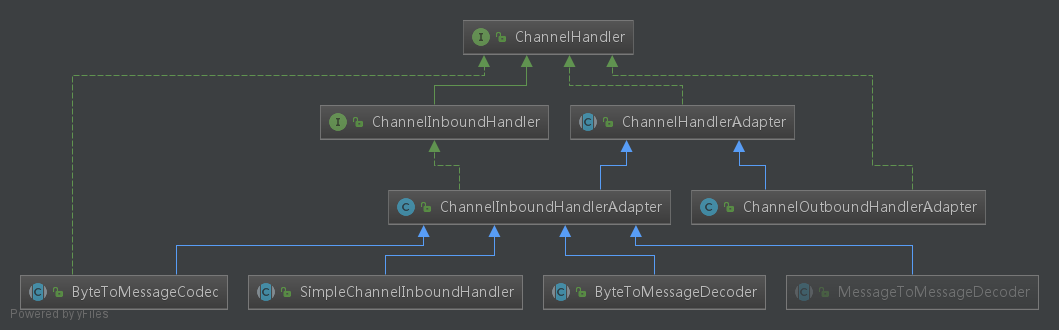 I ChannelHandler
I ChannelInboundHandler
C ChannelHandlerAdapter
C ChannelInboundHandlerAdapter
C ChannelOutboundHandlerAdapter
C ByteToMessageCodec
C SimpleChannelInboundHandler
C ByteToMessageDecoder
C MessageToMessageDecoder
Powered by yFiles